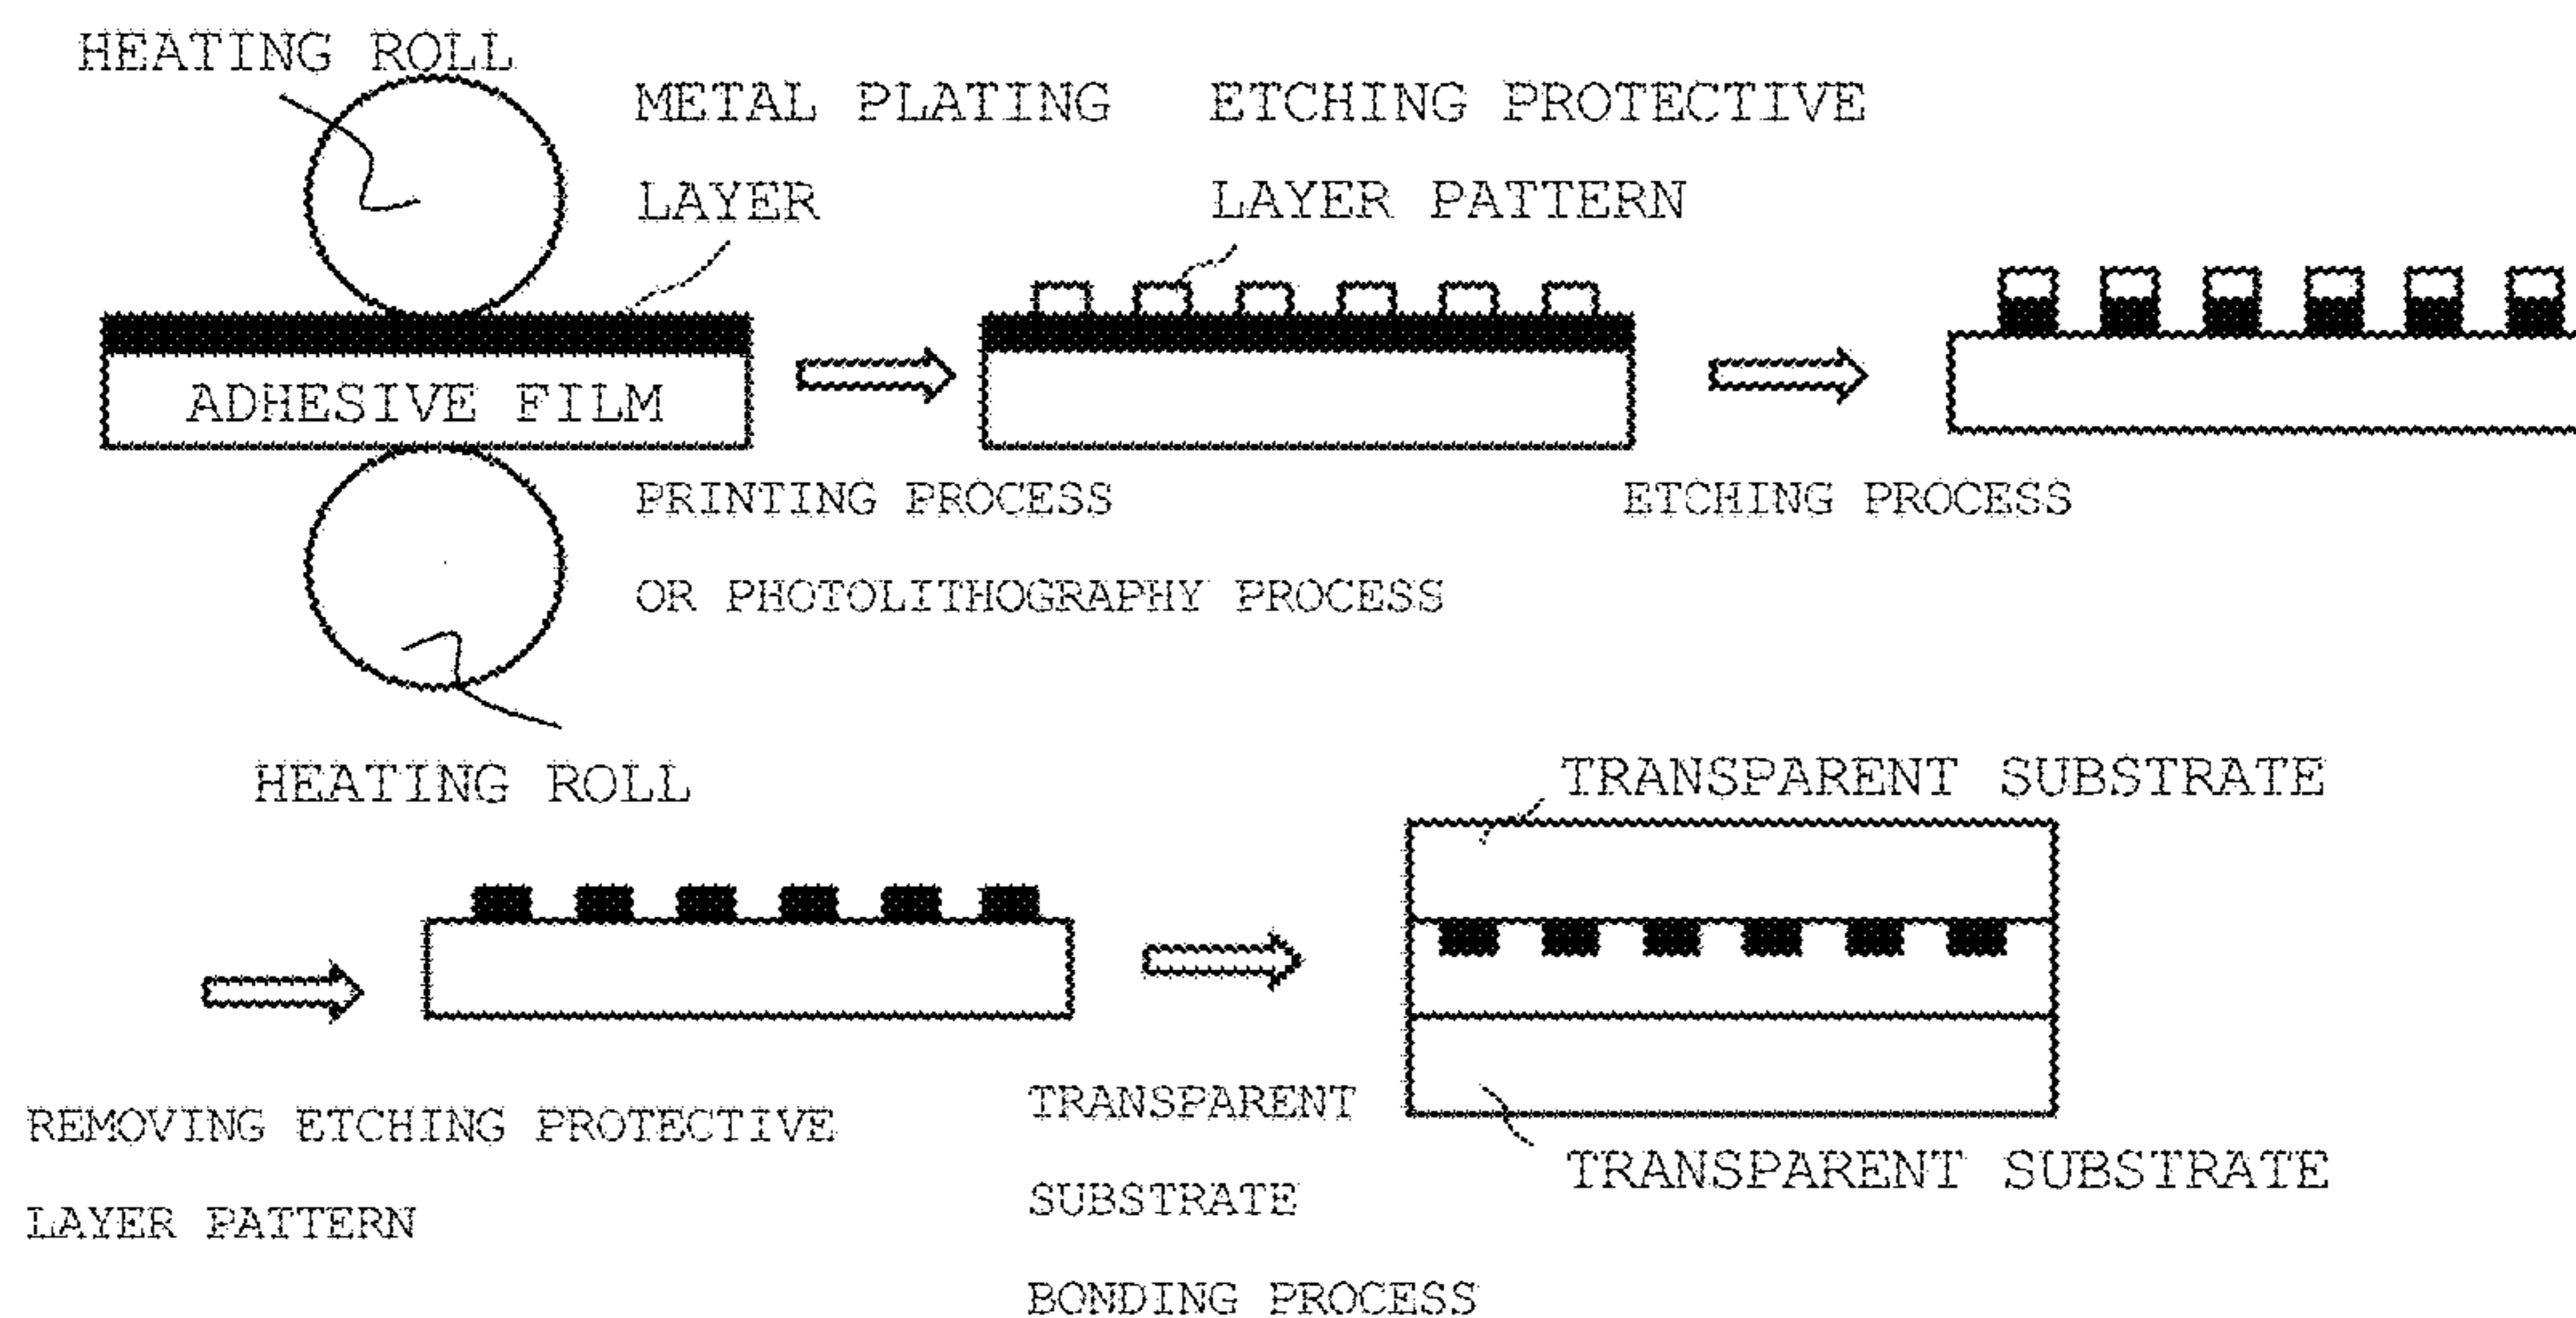 HEATING ROLL
METAL PLATING
LAYER
ETCHING PROTECTIVE
LAYER PATTERN
ADHESIVE FILM
PRINTING PROCESS
OR PHOTOLITHOGRAPHY PROCESS
ETCHING PROCESS
HEATING ROLL
TRANSPARENT SUBSTRATE
REMOVING ETCHING PROTECTIVE
LAYER PATTERN
TRANSPARENT
SUBSTRATE
BONDING PROCESS
TRANSPARENT SUBSTRATE